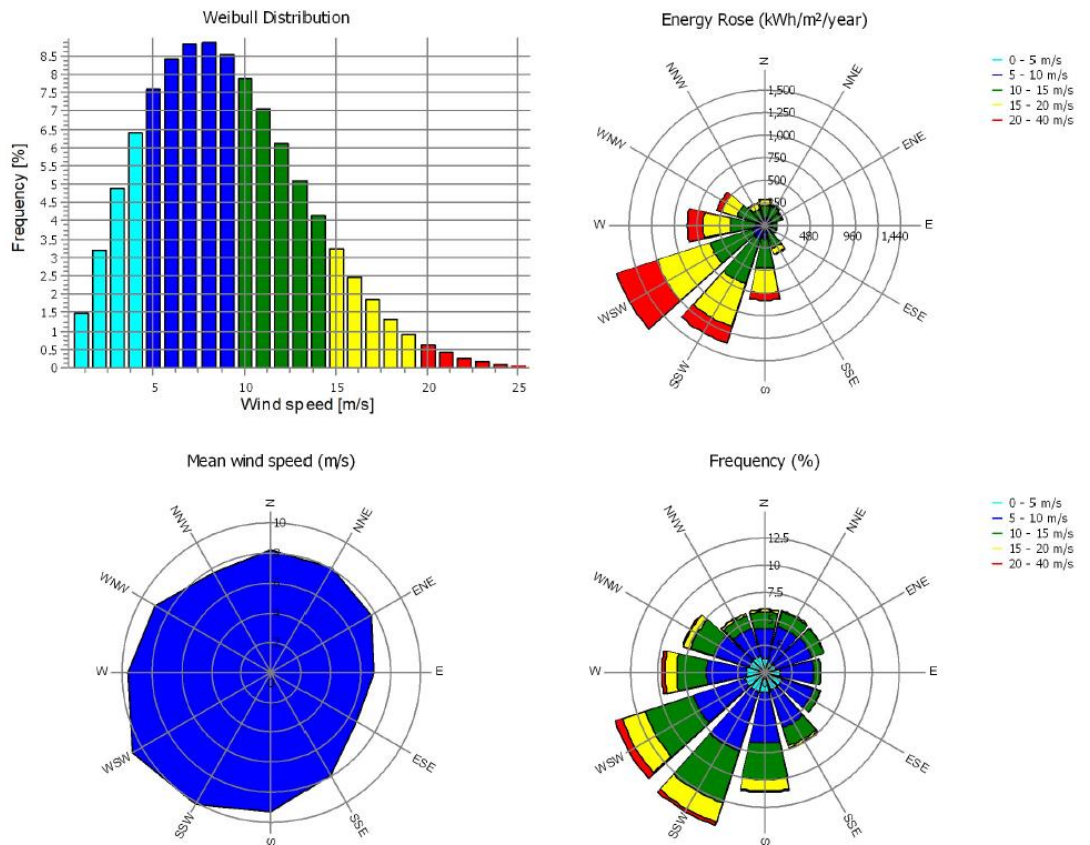 Weibull Distribution
Frequency [%]
8.5
8
7.5
7
6.5
6
5.5
5
4.5
4
3.5
3
2.5
2
1.5
1
0.5
0
5
10
15
20
25
Wind speed [m/s]
Energy Rose (kWh/m²/year)
N
NNE
ENE
E
ESE
SSE
S
SSW
WSW
W
WNW
NNW
1,500
1,250
1,000
750
500
250
480
960
1,440
0 - 5 m/s
5 - 10 m/s
10 - 15 m/s
15 - 20 m/s
20 - 40 m/s
Mean wind speed (m/s)
N
NNE
ENE
E
ESE
SSE
S
SSW
WSW
W
WNW
NNW
10
Frequency (%)
N
NNE
ENE
E
ESE
SSE
S
SSW
WSW
W
WNW
NNW
12.5
10
7.5
0 - 5 m/s
5 - 10 m/s
10 - 15 m/s
15 - 20 m/s
20 - 40 m/s